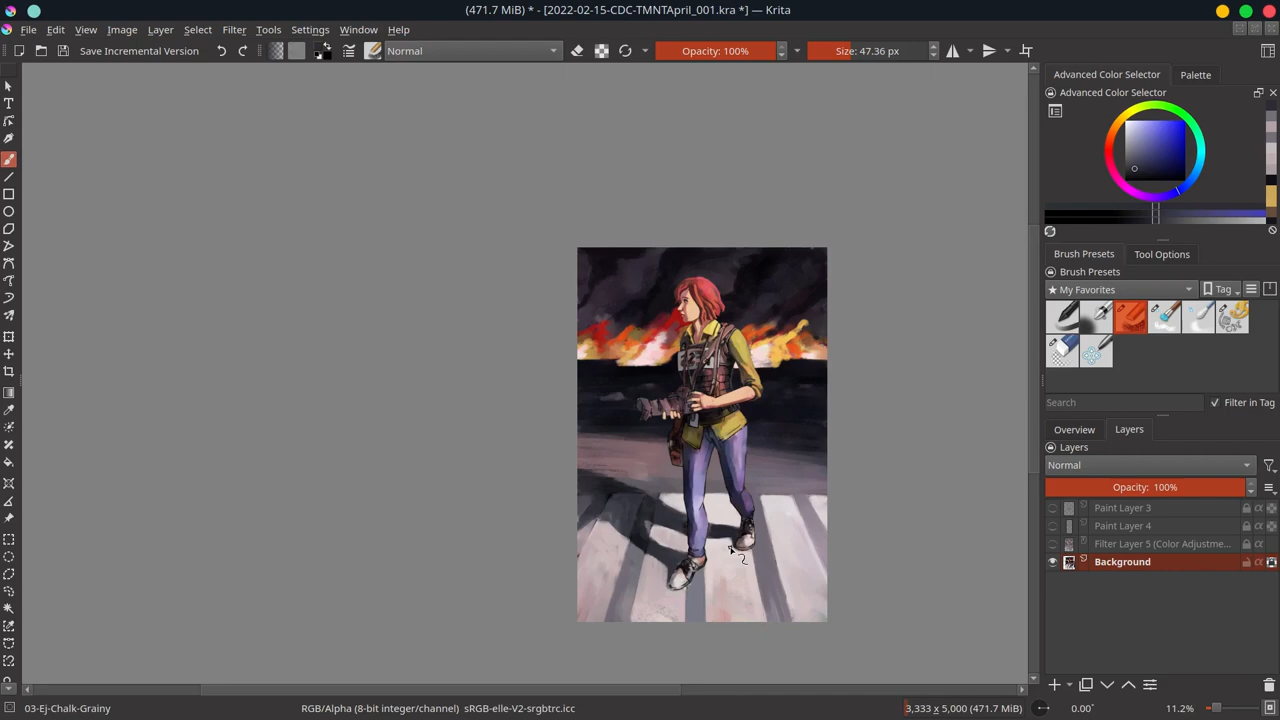 (471.7 MiB) * - [2022-02-15-CDC-TMNTApril_001.kra *] — Krita
File Edit View Image Layer Select Filter Tools Settings Window Help
Save Incremental Version Normal Opacity: 100% Size: 47.36 px
Advanced Color Selector Palette
Advanced Color Selector
Brush Presets Tool Options
Brush Presets
★ My Favorites Tag
Search Filter in Tag
Overview Layers
Layers
Normal
Opacity: 100%
Paint Layer 3
Paint Layer 4
Filter Layer 5 (Color Adjustme...
Background
03-Ej-Chalk-Grainy RGB/Alpha (8-bit integer/channel) sRGB-elle-V2-srgbtrc.icc 3,333 x 5,000 (471.7 MiB) 0.00° 11.2%